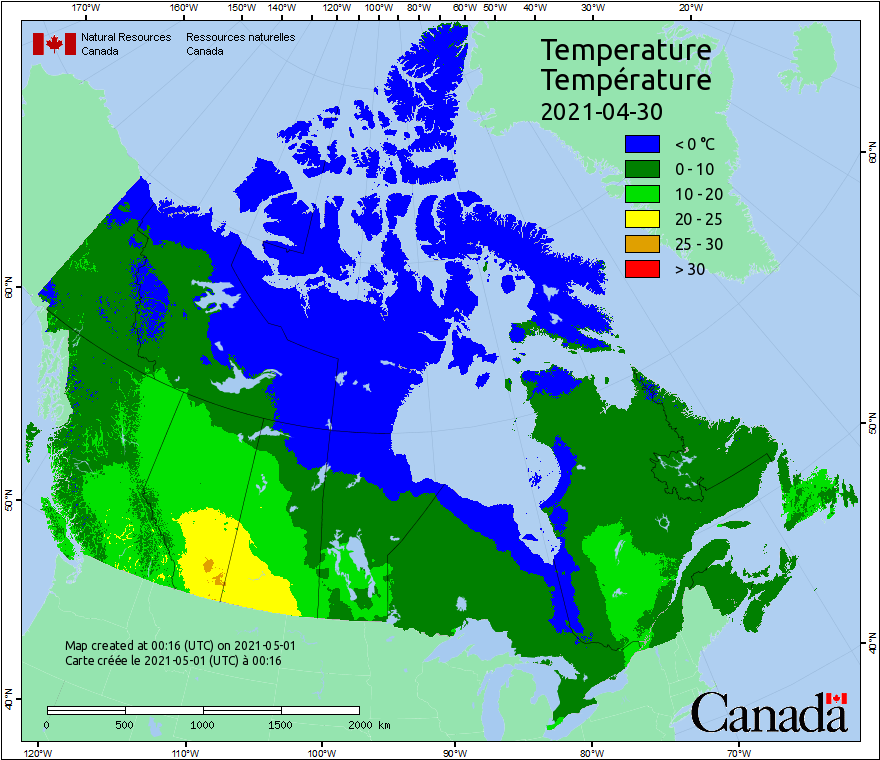 170°W 160°W 150°W 140°W 130°W 120°W 110°W 100°W 90°W 80°W 70°W 60°W 50°W 40°W 30°W 20°W
Natural Resources Ressources naturelles
Canada Canada
Temperature
Température
2021-04-30
< 0 °C
0 - 10
10 - 20
20 - 25
25 - 30
> 30
60°N
60°N
50°N
50°N
40°N
40°N
Map created at 00:16 (UTC) on 2021-05-01
Carte créée le 2021-05-01 (UTC) à 00:16
0 500 1000 1500 2000 km
Canada
120°W 110°W 100°W 90°W 80°W 70°W